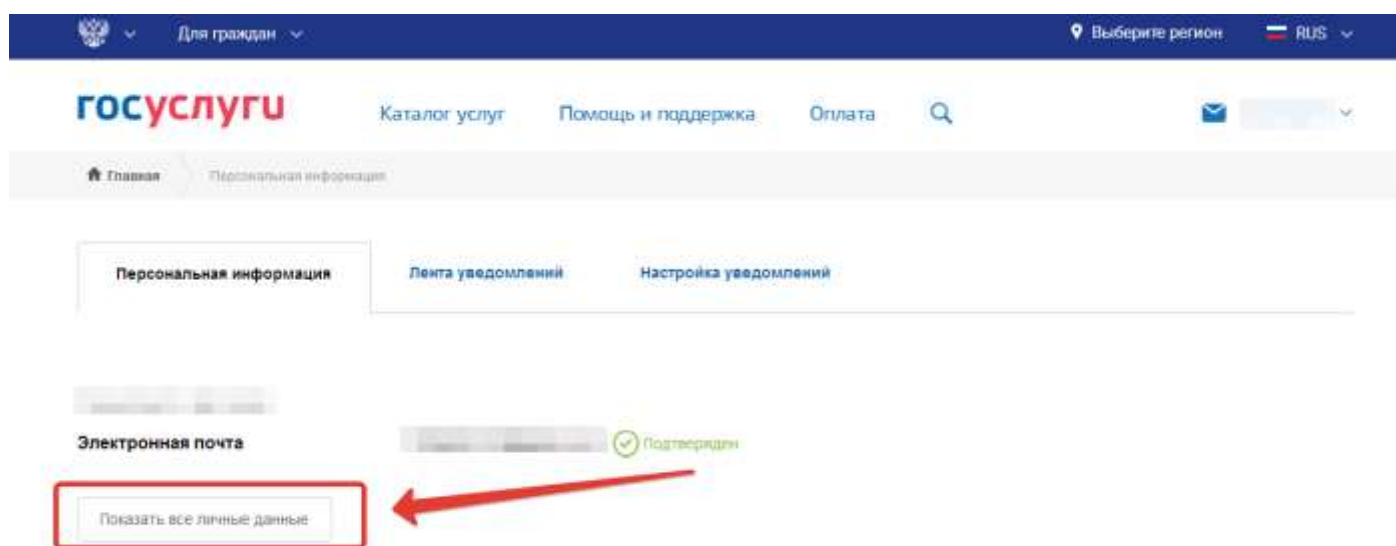 Для граждан
Выберите регион RUS
госуслуги Каталог услуг Помощь и поддержка Оплата
Главная Персональная информация
Персональная информация Лента уведомлений Настройка уведомлений
Электронная почта Подтвержден
Показать все личные данные